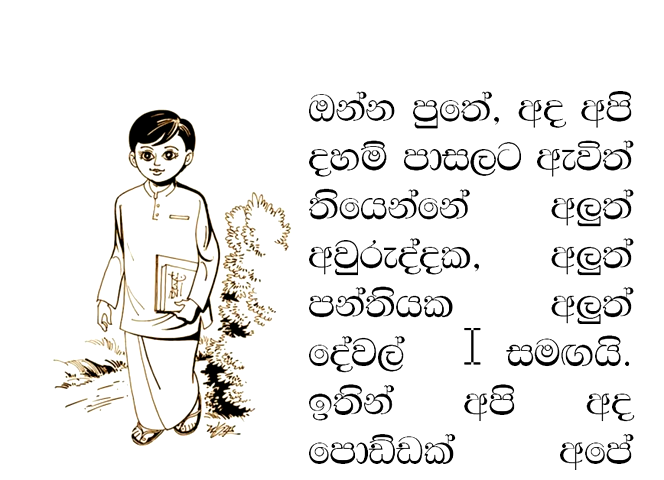 ඔන්න පුතේ, අද අපි
දහම් පාසලට ඇවිත්
තියෙන්නේ අලුත්
අවුරුද්දක, අලුත්
පන්තියක අලුත්
දේවල් සමඟයි.
ඉතින් අපි අද
පොඩ්ඩක් අපේ